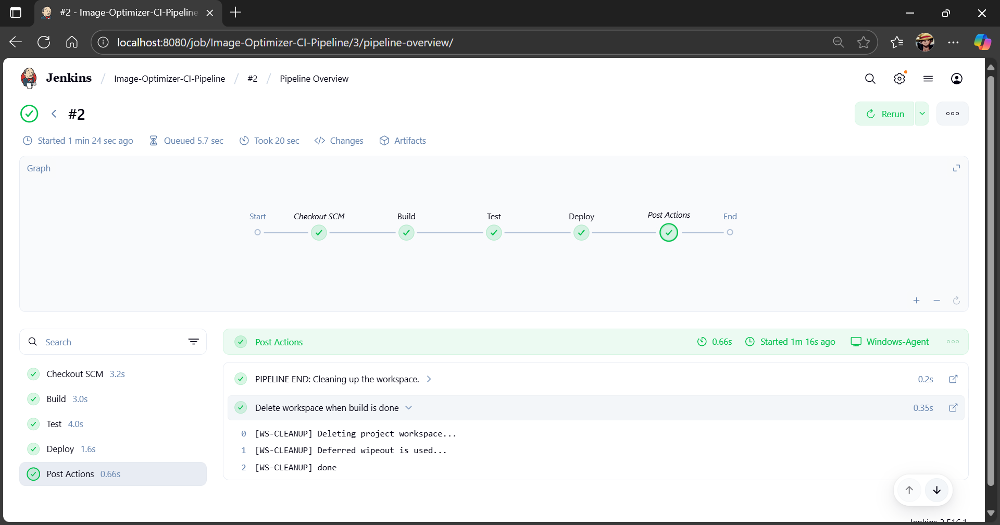 #2 - Image-Optimizer-CI-Pipeline
localhost:8080/job/Image-Optimizer-CI-Pipeline/3/pipeline-overview/
Jenkins / Image-Optimizer-CI-Pipeline / #2 / Pipeline Overview
#2
Rerun
Started 1 min 24 sec ago Queued 5.7 sec Took 20 sec </> Changes Artifacts
Graph
Start Checkout SCM Build Test Deploy Post Actions End
Search
Checkout SCM 3.2s
Build 3.0s
Test 4.0s
Deploy 1.6s
Post Actions 0.66s
Post Actions 0.66s Started 1m 16s ago Windows-Agent
PIPELINE END: Cleaning up the workspace. 0.2s
Delete workspace when build is done 0.35s
0 [WS-CLEANUP] Deleting project workspace...
1 [WS-CLEANUP] Deferred wipeout is used...
2 [WS-CLEANUP] done
Jenkins 2.516.1